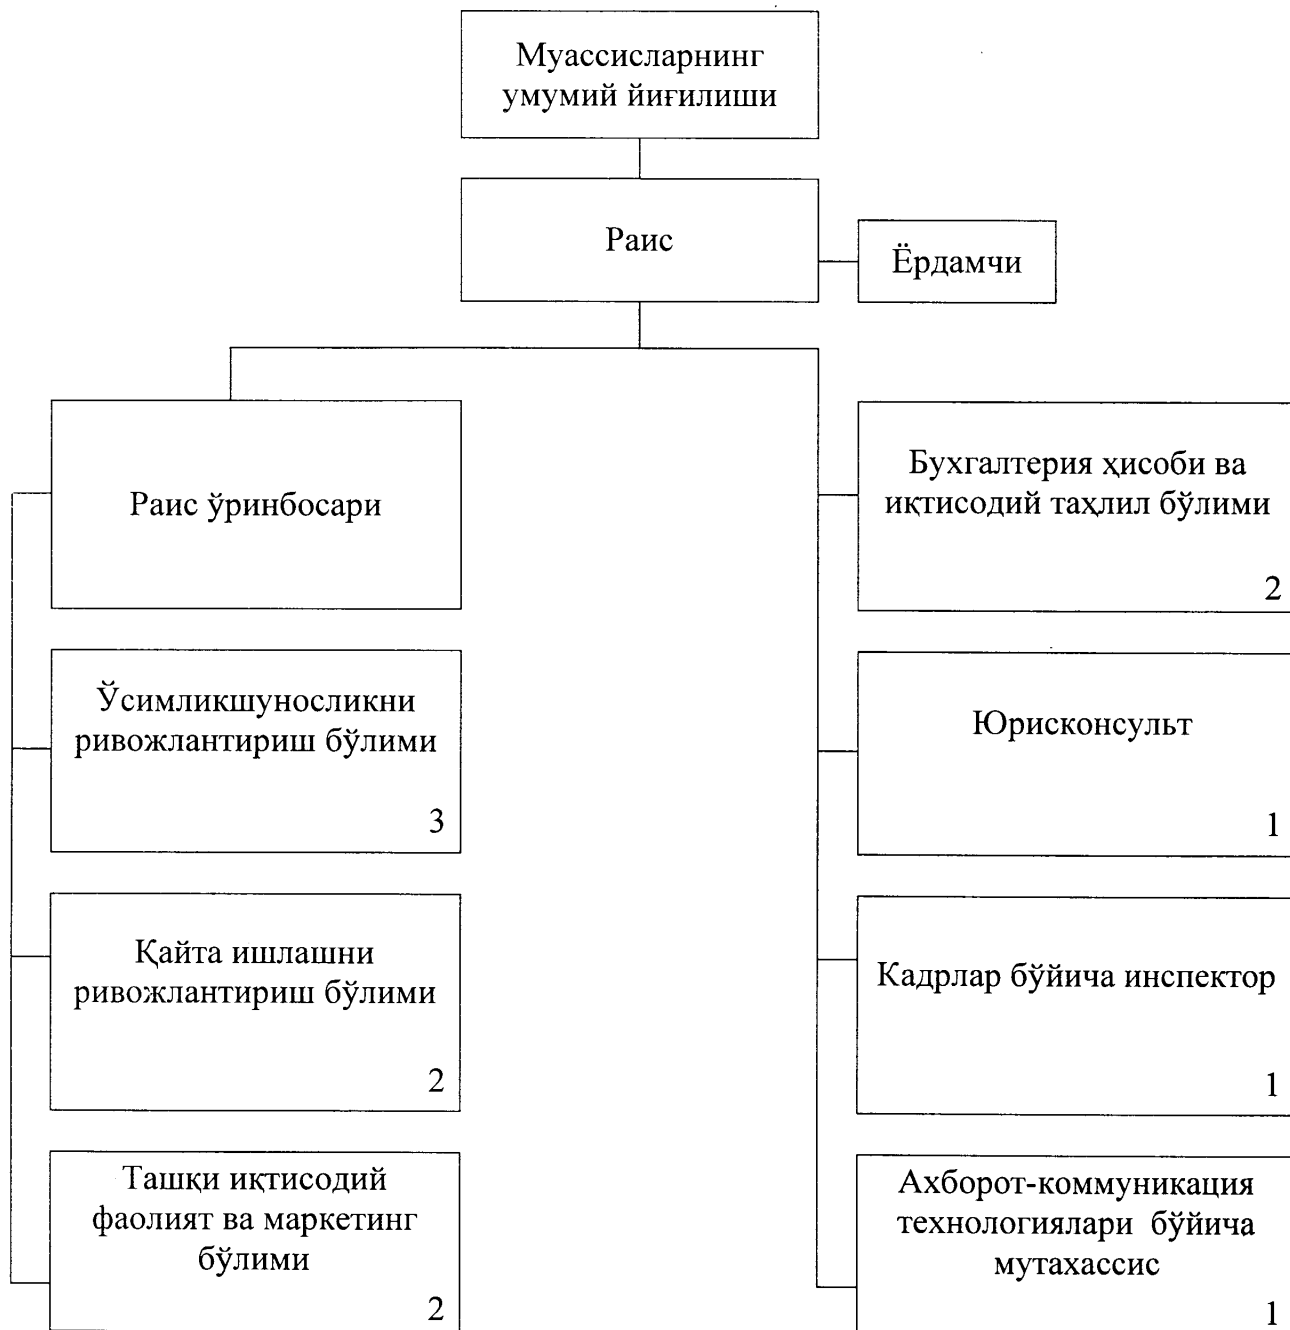 Муассисларнинг
умумий йиғилиши
Раис
Ёрдамчи
Раис ўринбосари
Бухгалтерия ҳисоби ва
иқтисодий таҳлил бўлими
2
Ўсимликшуносликни
ривожлантириш бўлими
3
Юрисконсульт
1
Қайта ишлашни
ривожлантириш бўлими
2
Кадрлар бўйича инспектор
1
Ташқи иқтисодий
фаолият ва маркетинг
бўлими
2
Ахборот-коммуникация
технологиялари бўйича
мутахассис
1